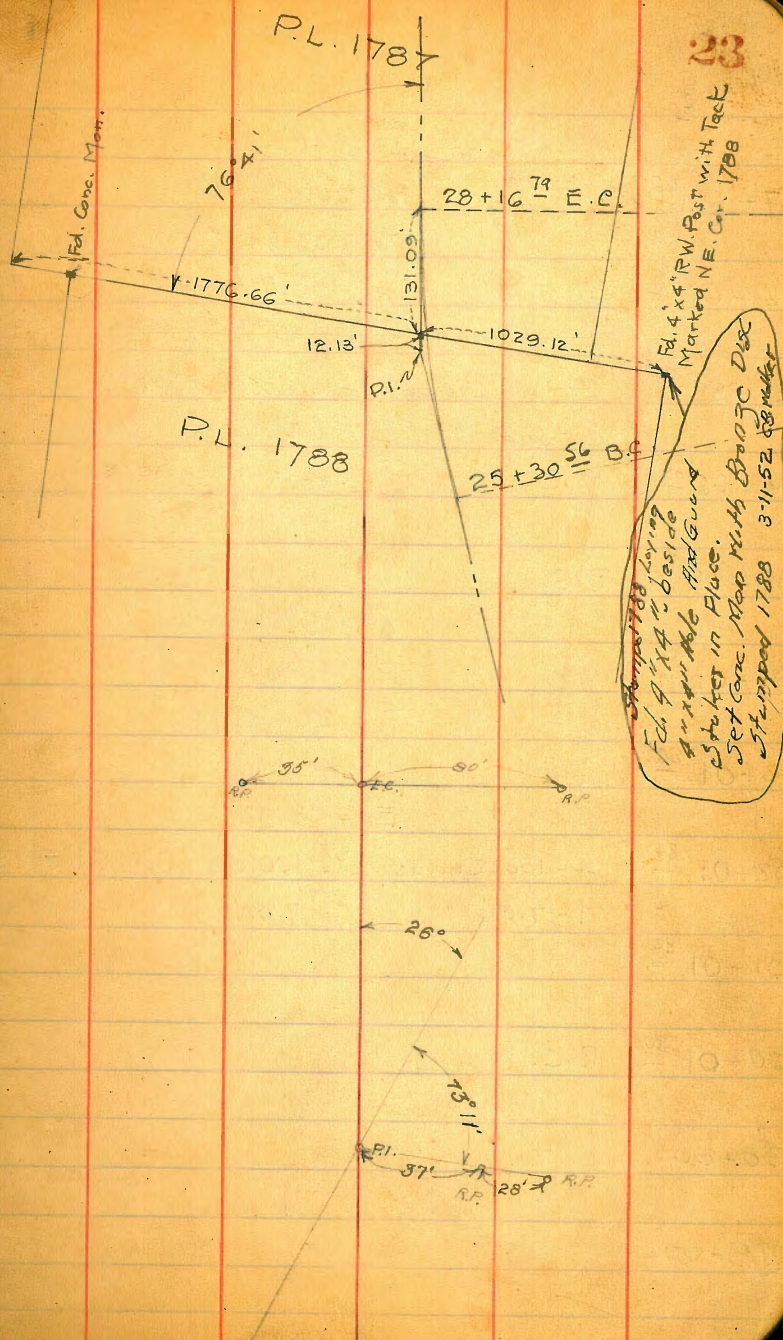 23
P.L. 1787
76° 41'
Fd. Conc. Mon.
28+16 79 E.C.
131.09'
1776.66'
1029.12'
12.13'
P.I.
Fd. 4"x4" RW. Post with Tack
Marked NE. Cor. 1788
P.L. 1788
25+30 56 B.C.
Stamped 1788 Laying
Fd. 4"x4" beside
4"x4" Hole And Guard
Stakes in Place.
Set Conc. Mon With Bronze Disk
Stamped 1788 3-11-52
35'
80'
R.P.
E.C.
R.P.
26°
73° 11'
P.I.
37'
R.P.
28'
R.P.